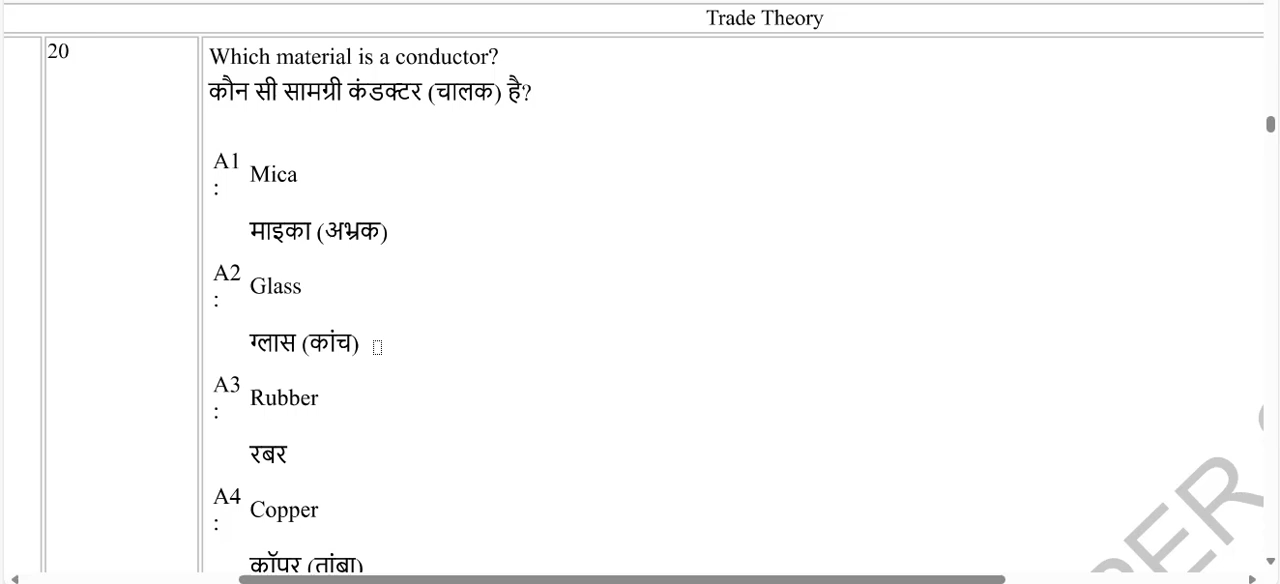 Trade Theory
20
Which material is a conductor?
कौन सी सामग्री कंडक्टर (चालक) है?
A1
:
Mica
माइका (अभ्रक)
A2
:
Glass
ग्लास (कांच)
A3
:
Rubber
रबर
A4
:
Copper
कॉपर (तांबा)